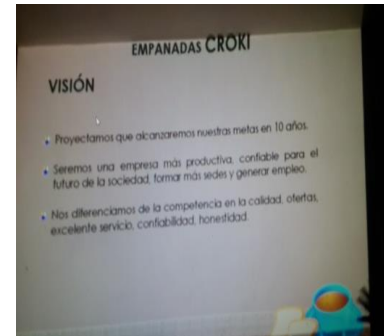 EMPANADAS CROKI
VISIÓN
Proyectamos que alcanzaremos nuestras metas en 10 años.
Seremos una empresa más productiva, confiable para el
futuro de la sociedad, formar más sedes y generar empleo.
Nos diferenciamos de la competencia en la calidad, ofertas,
excelente servicio, confiabilidad, honestidad.